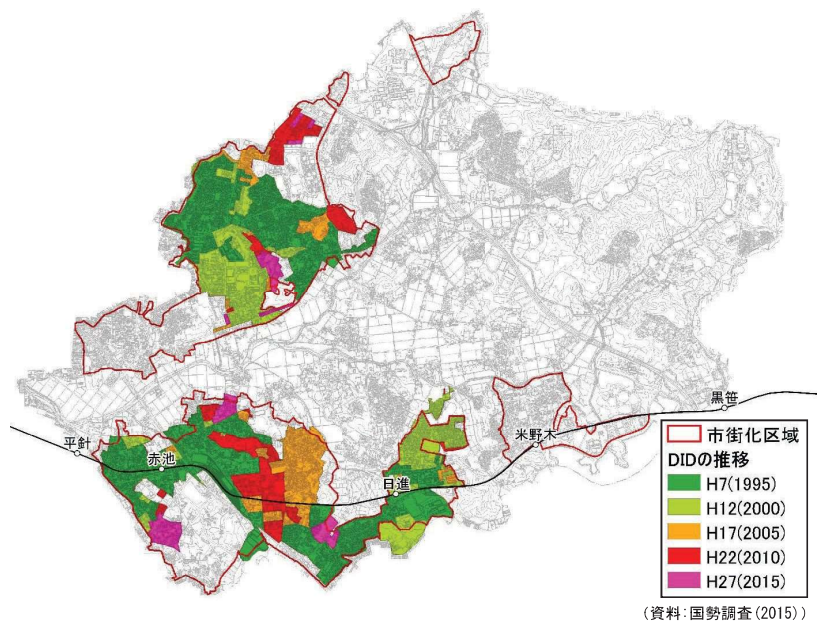 黒笹
米野木
平針
赤池
日進
市街化区域
DIDの推移
H7(1995)
H12(2000)
H17(2005)
H22(2010)
H27(2015)
(資料:国勢調査(2015))